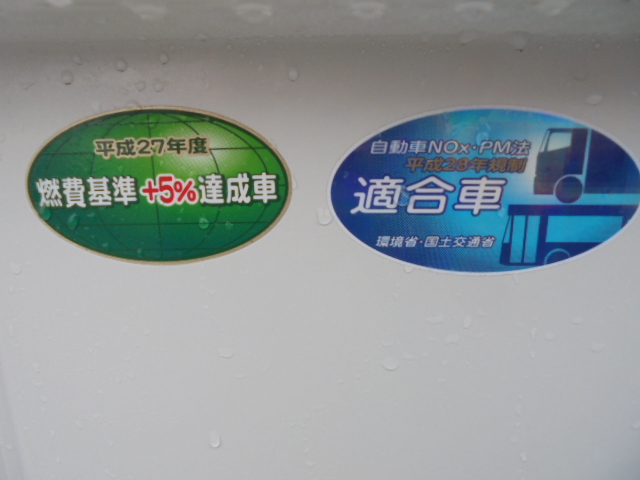 平成27年度
燃費基準+5%達成車
自動車NOx・PM法
平成28年規制
適合車
環境省・国土交通省